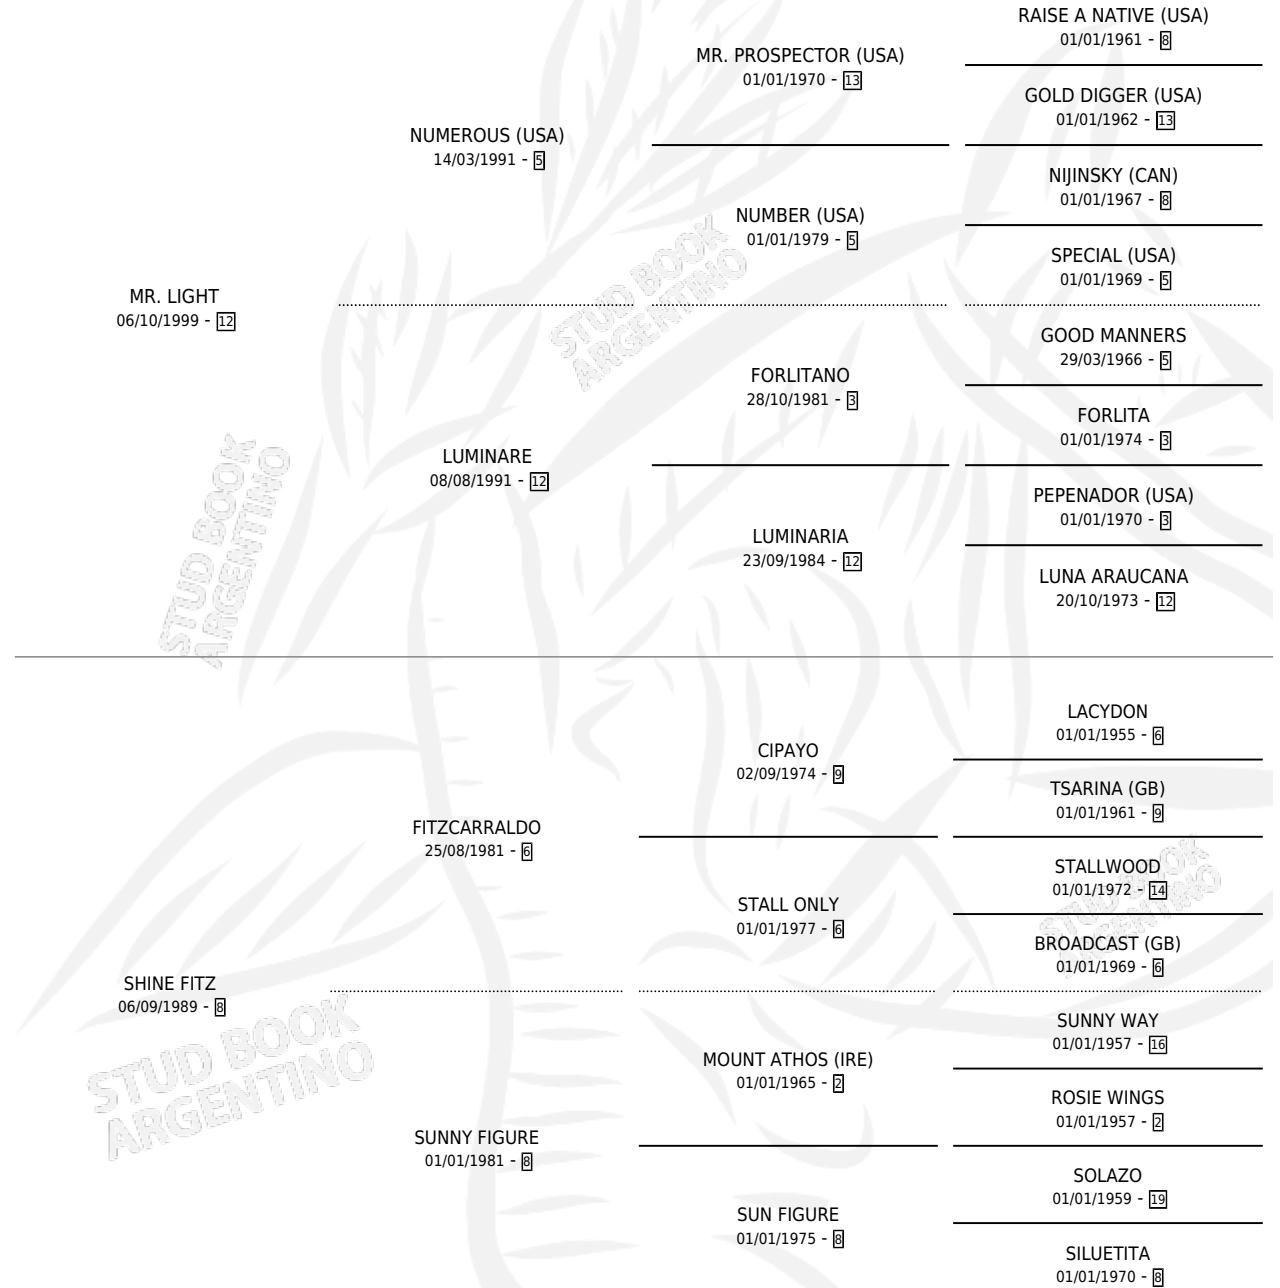 RAISE A NATIVE (USA)
01/01/1961 - 8
MR. PROSPECTOR (USA)
01/01/1970 - 13
GOLD DIGGER (USA)
01/01/1962 - 13
NUMEROUS (USA)
14/03/1991 - 5
NIJINSKY (CAN)
01/01/1967 - 8
NUMBER (USA)
01/01/1979 - 5
SPECIAL (USA)
01/01/1969 - 5
MR. LIGHT
06/10/1999 - 12
GOOD MANNERS
29/03/1966 - 5
FORLITANO
28/10/1981 - 3
FORLITA
01/01/1974 - 3
LUMINARE
08/08/1991 - 12
PEPENADOR (USA)
01/01/1970 - 3
LUMINARIA
23/09/1984 - 12
LUNA ARAUCANA
20/10/1973 - 12
LACYDON
01/01/1955 - 6
CIPAYO
02/09/1974 - 9
TSARINA (GB)
01/01/1961 - 9
FITZCARRALDO
25/08/1981 - 6
STALLWOOD
01/01/1972 - 14
STALL ONLY
01/01/1977 - 6
BROADCAST (GB)
01/01/1969 - 6
SHINE FITZ
06/09/1989 - 8
SUNNY WAY
01/01/1957 - 16
MOUNT ATHOS (IRE)
01/01/1965 - 2
ROSIE WINGS
01/01/1957 - 2
SUNNY FIGURE
01/01/1981 - 8
SOLAZO
01/01/1959 - 19
SUN FIGURE
01/01/1975 - 8
SILUETITA
01/01/1970 - 8
STUD BOOK
ARGENTINO
STUD BOOK
ARGENTINO
STUD BOOK
ARGENTINO
STUD BOOK
ARGENTINO